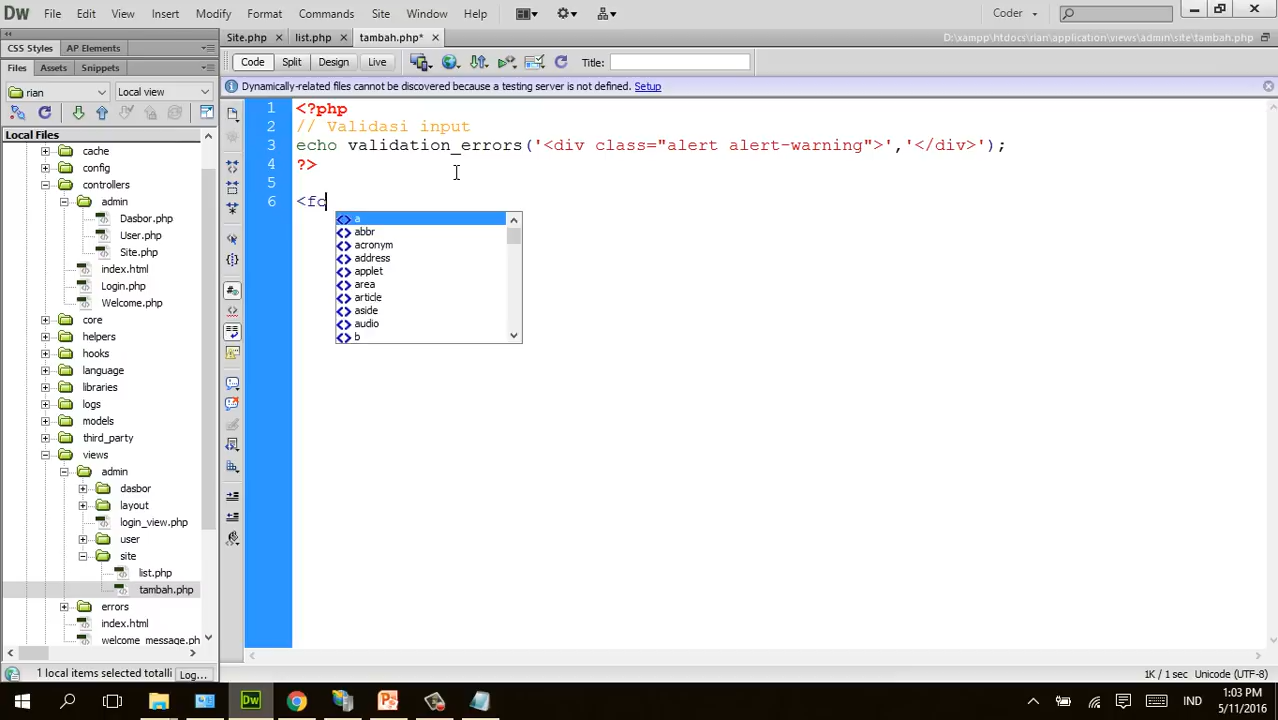 Dw File Edit View Insert Modify Format Commands Site Window Help Coder
CSS Styles AP Elements
Site.php list.php tambah.php* D:\xampp\htdocs\rian\application\views\admin\site\tambah.php
Files Assets Snippets
Code Split Design Live Title:
rian Local view
Dynamically-related files cannot be discovered because a testing server is not defined. Setup
Local Files
cache
config
controllers
admin
Dasbor.php
User.php
Site.php
index.html
Login.php
Welcome.php
core
helpers
hooks
language
libraries
logs
models
third_party
views
admin
dasbor
layout
login_view.php
user
site
list.php
tambah.php
errors
index.html
welcome_message.ph
1 <?php
2 // Validasi input
3 echo validation_errors('<div class="alert alert-warning">','</div>');
4 ?>
5
6 <fo
a
abbr
acronym
address
applet
area
article
aside
audio
b
1 local items selected totalli Log... 1K / 1 sec Unicode (UTF-8)
Dw IND 1:03 PM
5/11/2016